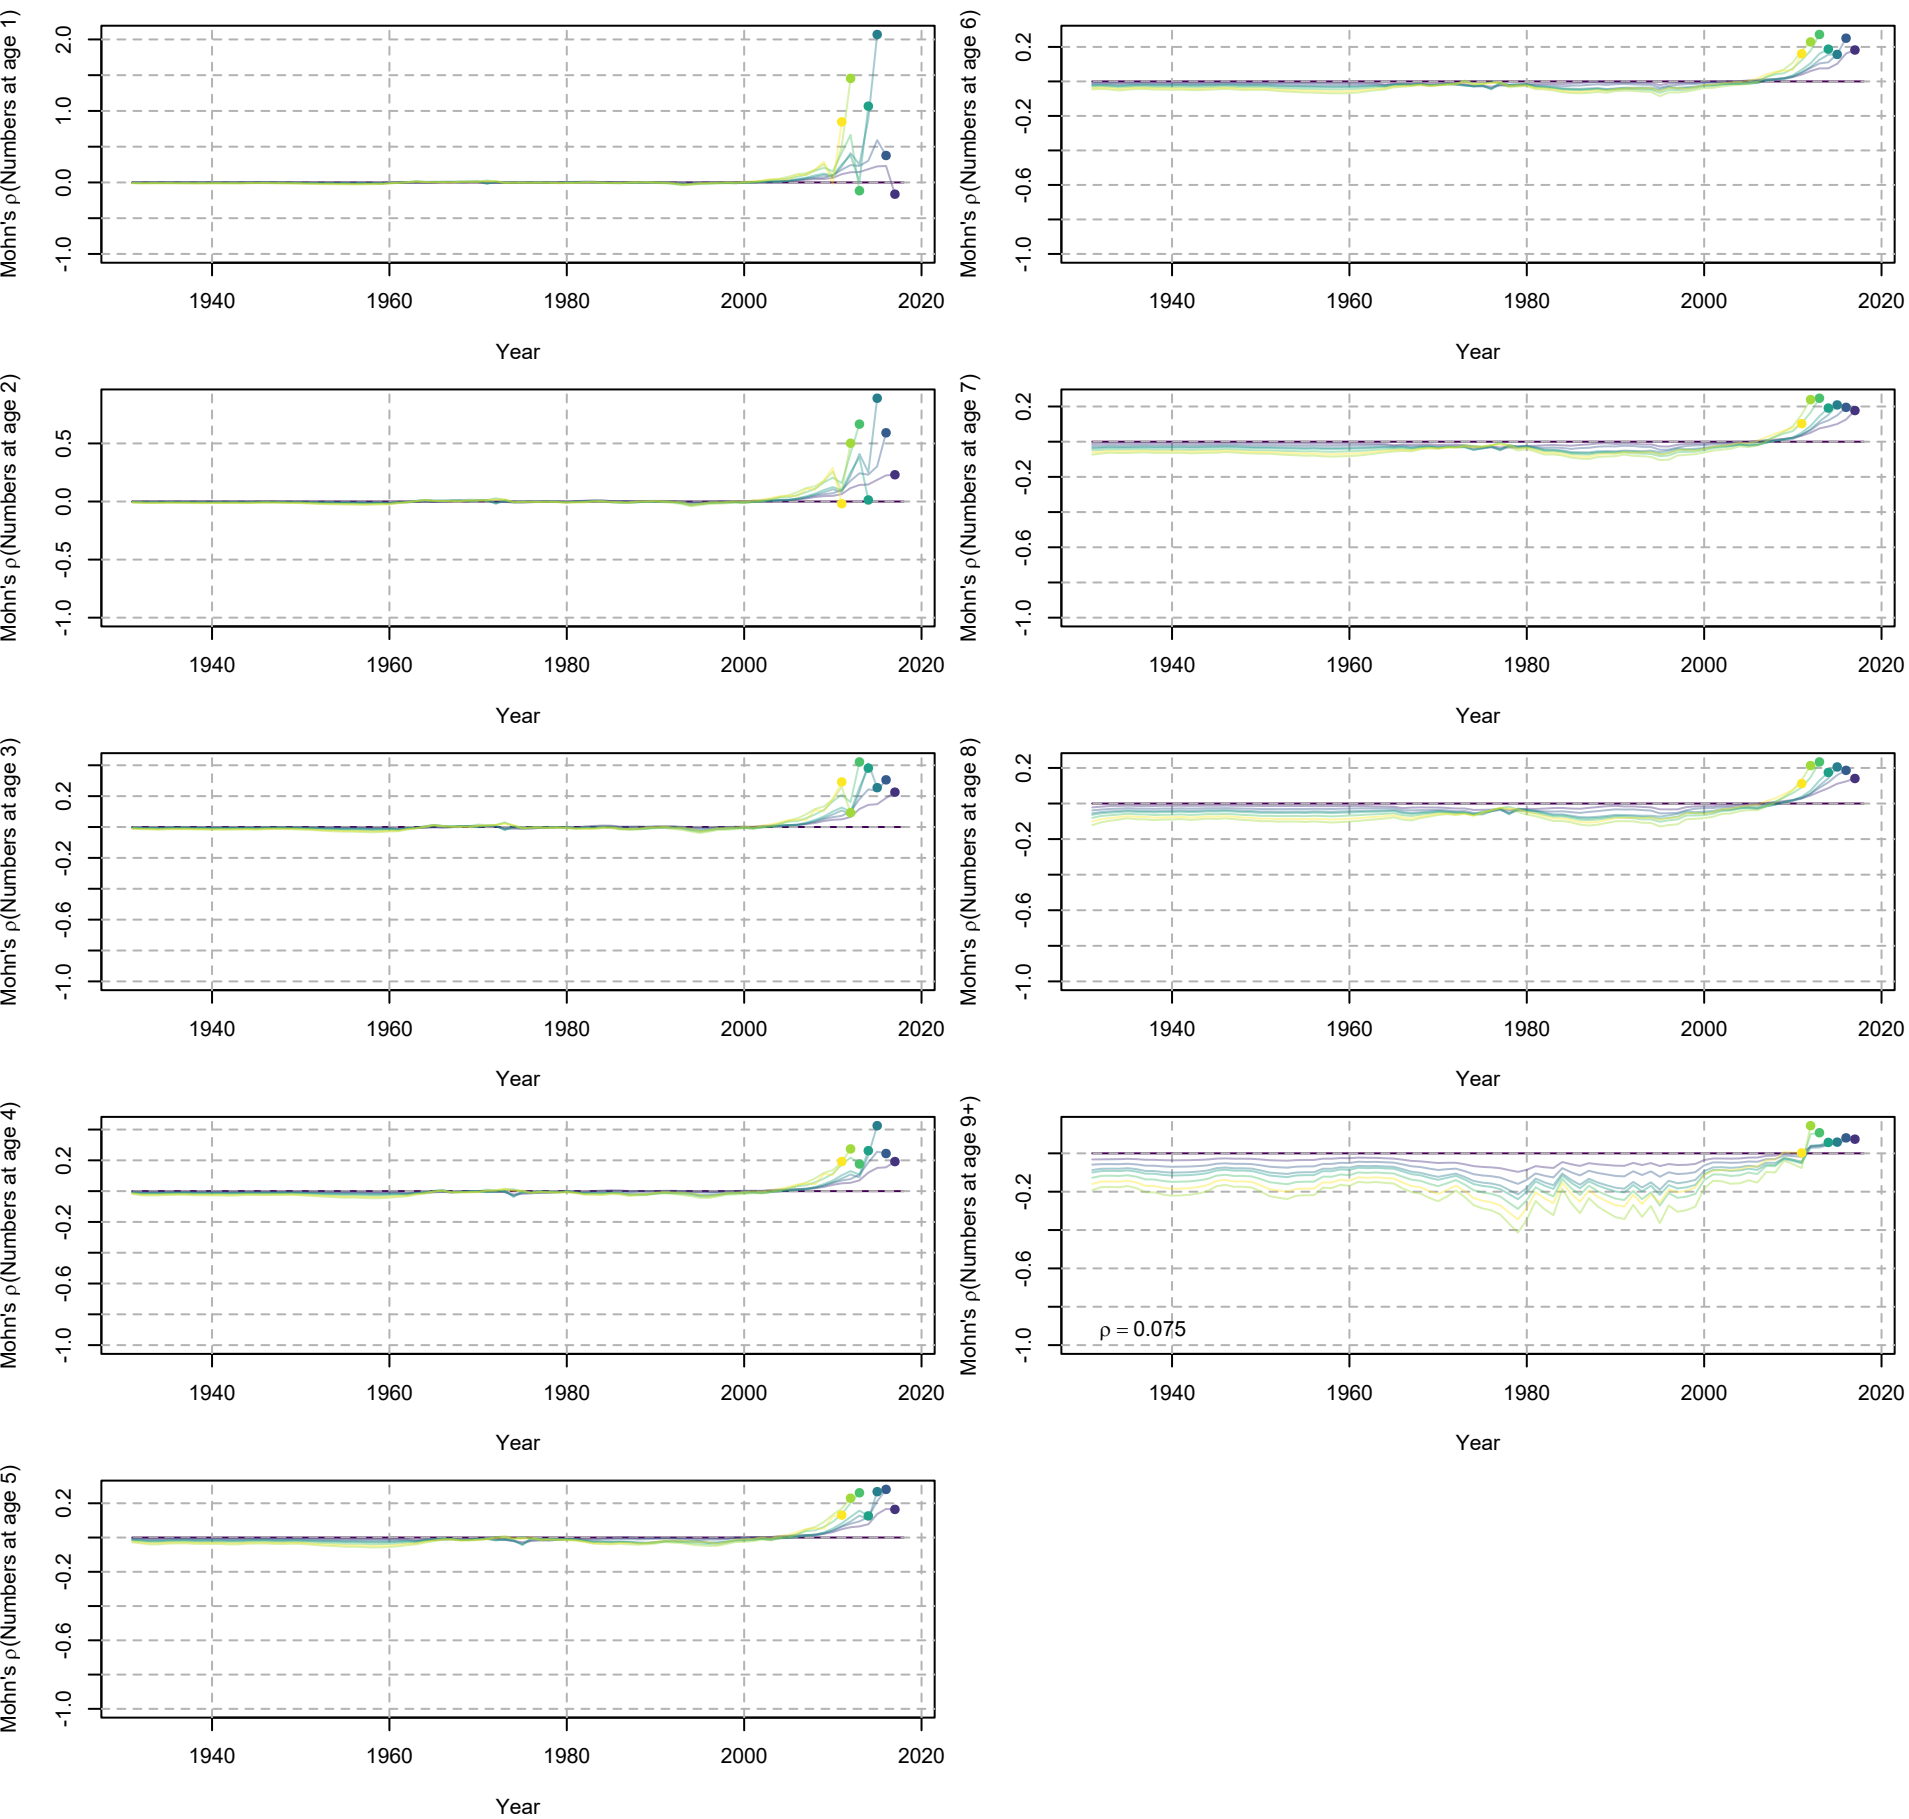 Mohn's ρ(Numbers at age 1)
2.0
1.0
0.0
-1.0
1940 1960 1980 2000 2020
Year
Mohn's ρ(Numbers at age 2)
0.5
0.0
-0.5
-1.0
1940 1960 1980 2000 2020
Year
Mohn's ρ(Numbers at age 3)
0.2
-0.2
-0.6
-1.0
1940 1960 1980 2000 2020
Year
Mohn's ρ(Numbers at age 4)
0.2
-0.2
-0.6
-1.0
1940 1960 1980 2000 2020
Year
Mohn's ρ(Numbers at age 5)
0.2
-0.2
-0.6
-1.0
1940 1960 1980 2000 2020
Year
Mohn's ρ(Numbers at age 6)
0.2
-0.2
-0.6
-1.0
1940 1960 1980 2000 2020
Year
Mohn's ρ(Numbers at age 7)
0.2
-0.2
-0.6
-1.0
1940 1960 1980 2000 2020
Year
Mohn's ρ(Numbers at age 8)
0.2
-0.2
-0.6
-1.0
1940 1960 1980 2000 2020
Year
Mohn's ρ(Numbers at age 9+)
-0.2
-0.6
-1.0
ρ = 0.075
1940 1960 1980 2000 2020
Year